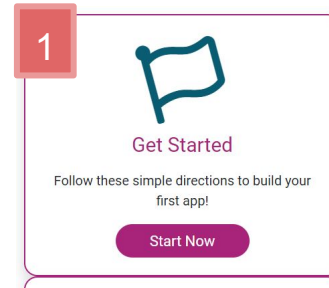 1
Get Started
Follow these simple directions to build your
first app!
Start Now